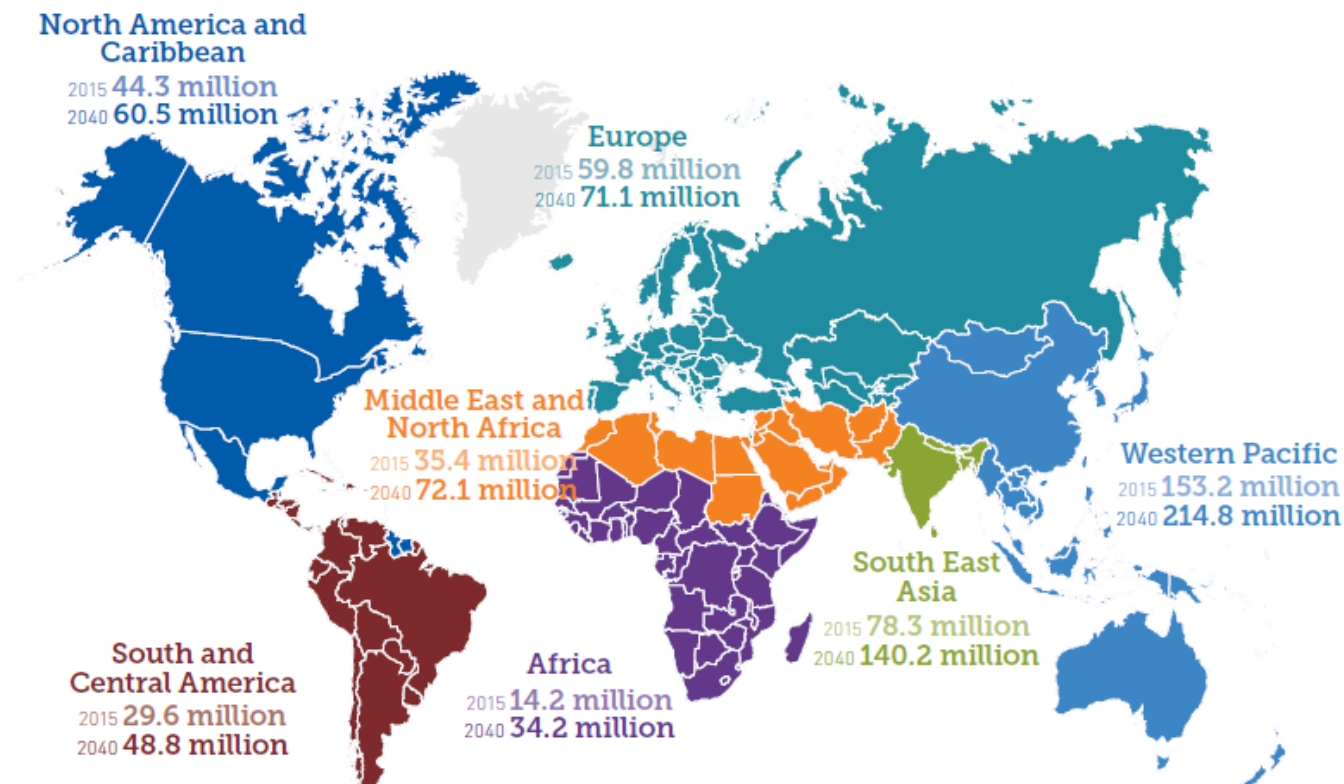 North America and
Caribbean
2015 44.3 million
2040 60.5 million
Europe
2015 59.8 million
2040 71.1 million
Middle East and
North Africa
2015 35.4 million
2040 72.1 million
Western Pacific
2015 153.2 million
2040 214.8 million
South East
Asia
2015 78.3 million
2040 140.2 million
South and
Central America
2015 29.6 million
2040 48.8 million
Africa
2015 14.2 million
2040 34.2 million